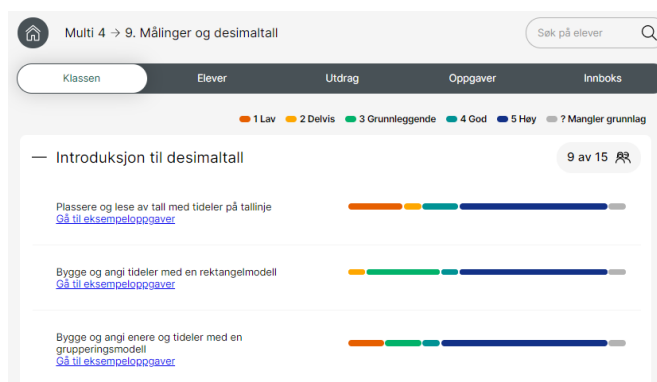 Multi 4 → 9. Målinger og desimaltall
Søk på elever
Klassen Elever Utdrag Oppgaver Innboks
1 Lav 2 Delvis 3 Grunnleggende 4 God 5 Høy ? Mangler grunnlag
— Introduksjon til desimaltall
9 av 15
Plassere og lese av tall med tideler på tallinje
Gå til eksempeloppgaver
Bygge og angi tideler med en rektangelmodell
Gå til eksempeloppgaver
Bygge og angi enere og tideler med en
grupperingsmodell
Gå til eksempeloppgaver